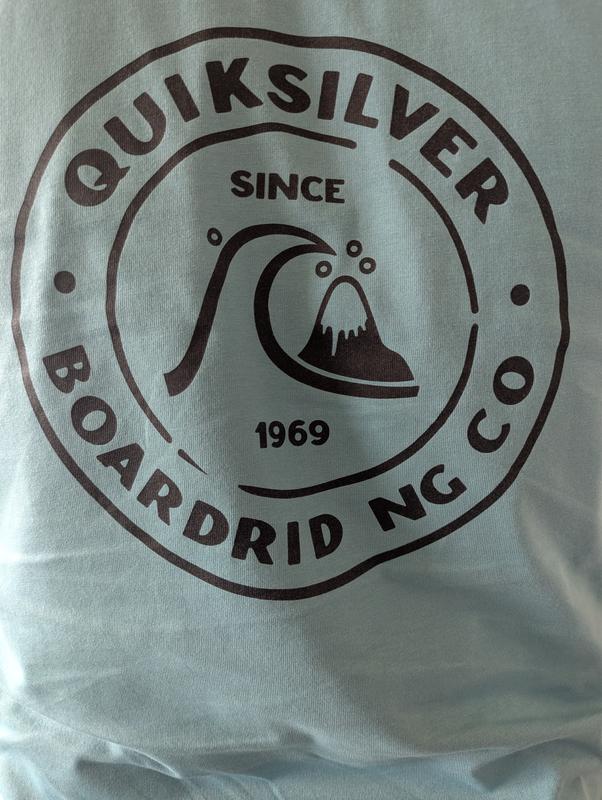 QUIKSILVER
SINCE
1969
BOARDRID NG CO